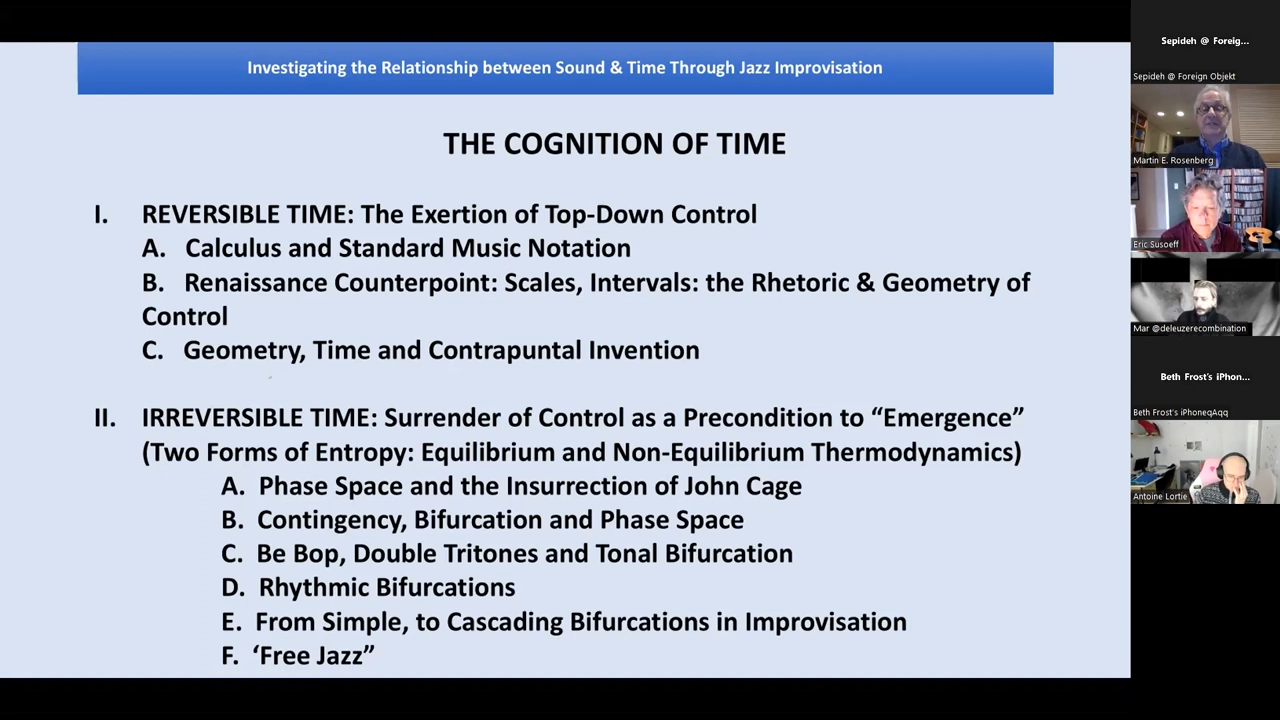 Investigating the Relationship between Sound & Time Through Jazz Improvisation
THE COGNITION OF TIME
I. REVERSIBLE TIME: The Exertion of Top-Down Control
A. Calculus and Standard Music Notation
B. Renaissance Counterpoint: Scales, Intervals: the Rhetoric & Geometry of
Control
C. Geometry, Time and Contrapuntal Invention
II. IRREVERSIBLE TIME: Surrender of Control as a Precondition to “Emergence”
(Two Forms of Entropy: Equilibrium and Non-Equilibrium Thermodynamics)
A. Phase Space and the Insurrection of John Cage
B. Contingency, Bifurcation and Phase Space
C. Be Bop, Double Tritones and Tonal Bifurcation
D. Rhythmic Bifurcations
E. From Simple, to Cascading Bifurcations in Improvisation
F. ‘Free Jazz”
Sepideh @ Foreig...
Sepideh @ Foreign Objekt
Martin E. Rosenberg
Eric Susoeff
Mar @deleuzerecombination
Beth Frost's iPhon...
Beth Frost's iPhoneqAqq
Antoine Lortie